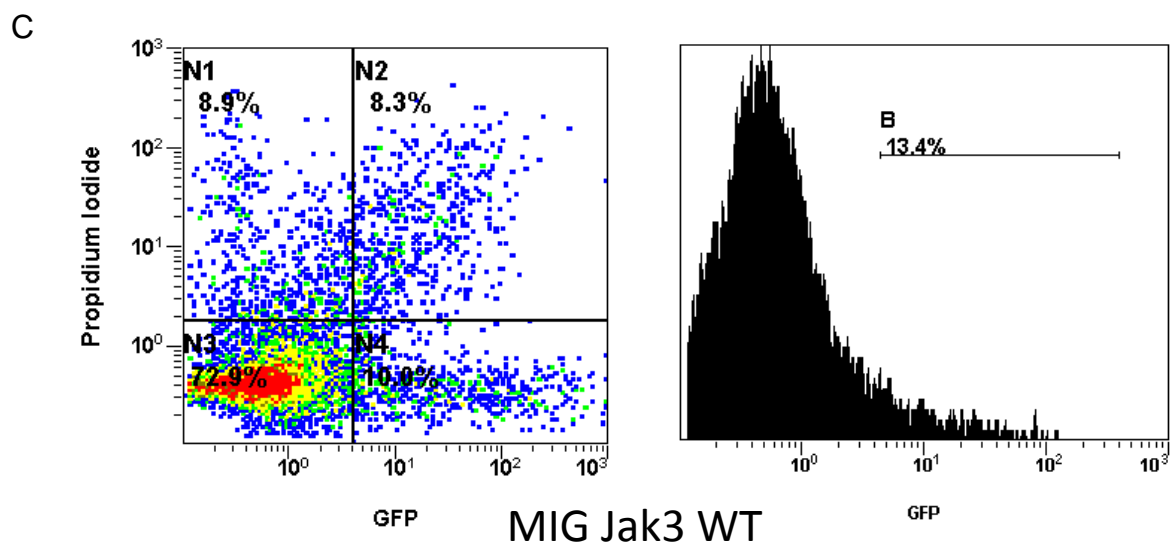 C
10³
10²
10¹
10⁰
Propidium Iodide
N1
8.9%
N2
8.3%
N3
72.9%
N4
10.0%
10⁰
10¹
10²
10³
GFP
B
13.4%
10⁰
10¹
10²
10³
GFP
MIG Jak3 WT